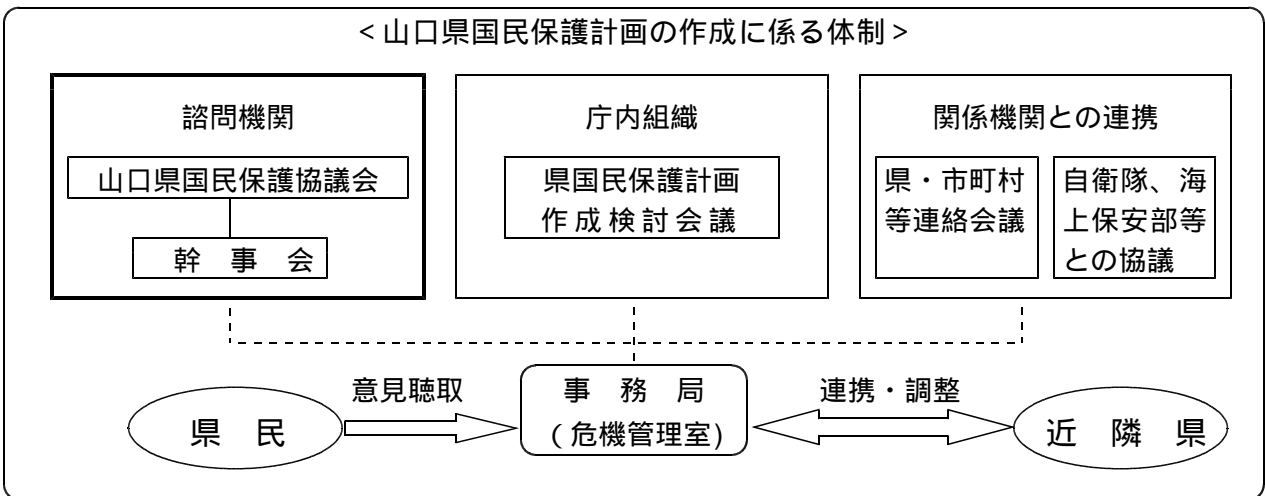 <山口県国民保護計画の作成に係る体制>
諮問機関
山口県国民保護協議会
幹 事 会
庁内組織
県国民保護計画
作成検討会議
関係機関との連携
県・市町村
等連絡会議
自衛隊、海
上保安部等
との協議
県 民
意見聴取
事 務 局
(危機管理室)
連携・調整
近 隣 県